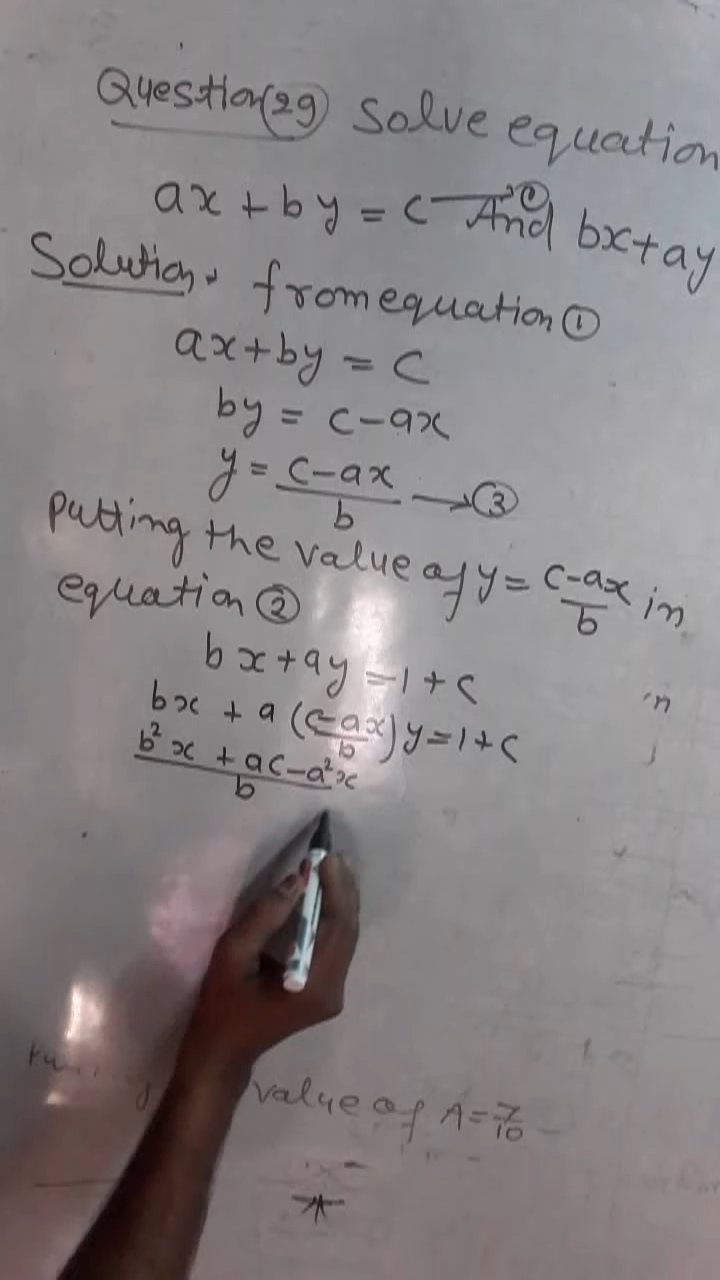 Question(29) Solve equation
ax + by = c → ① And bx+ay
Solution. from equation ①
ax+by = c
by = c-ax
y = c-ax/b → ③
Putting the value of y = c-ax/b in
equation ②
bx+ay =1+c
bx + a (c-ax/b) y=1+c
b²x + ac-a²x/b
value of A=7/10